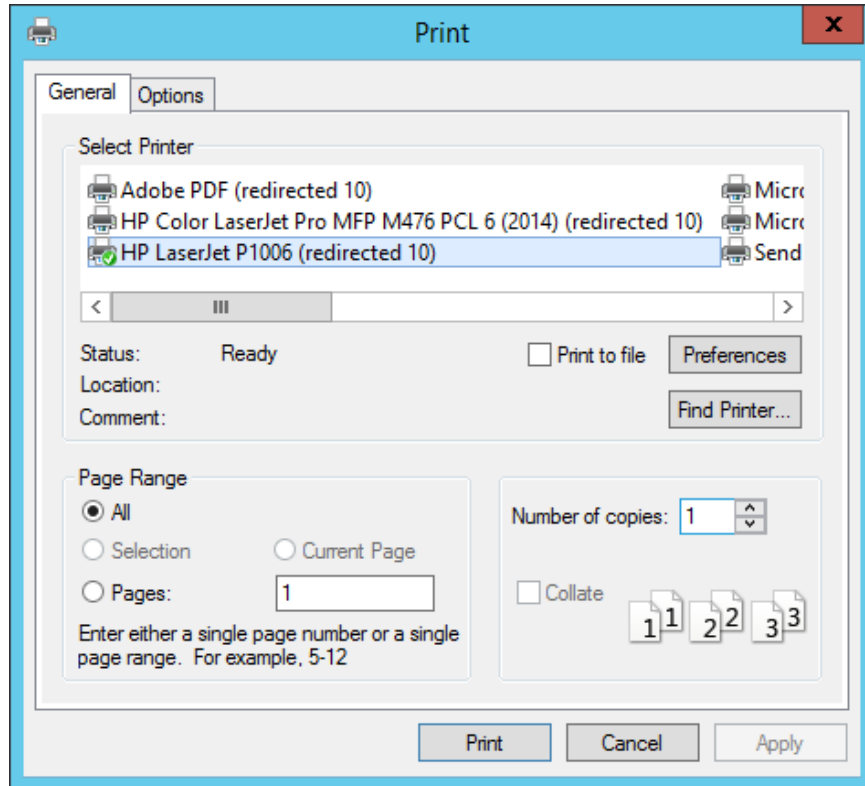 Print
x
General Options
Select Printer
Adobe PDF (redirected 10) Micro
HP Color LaserJet Pro MFP M476 PCL 6 (2014) (redirected 10) Micro
HP LaserJet P1006 (redirected 10) Send
Status: Ready Print to file Preferences
Location:
Comment: Find Printer...
Page Range
All Number of copies: 1
Selection Current Page
Pages: 1 Collate 1 1 2 2 3 3
Enter either a single page number or a single
page range. For example, 5-12
Print Cancel Apply